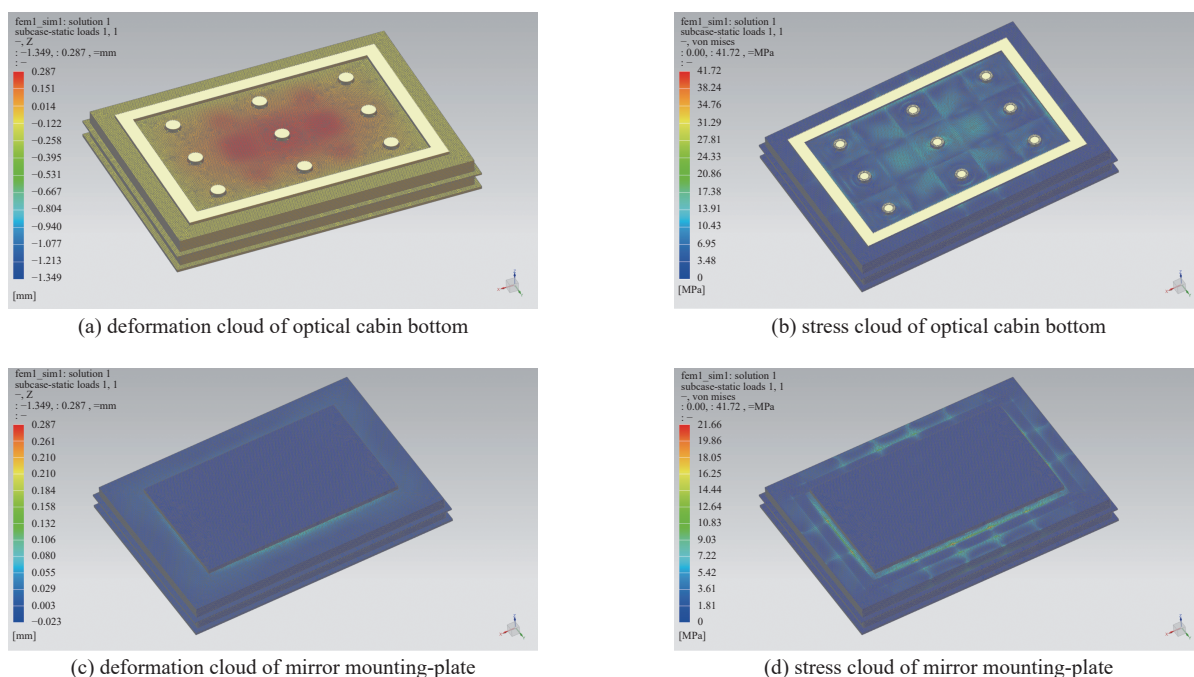 fem1_sim1: solution 1
subcase-static loads 1, 1
−, Z
: −1.349, : 0.287 , =mm
: −
0.287
0.151
0.014
−0.122
−0.258
−0.395
−0.531
−0.667
−0.804
−0.940
−1.077
−1.213
−1.349
[mm]
(a) deformation cloud of optical cabin bottom
fem1_sim1: solution 1
subcase-static loads 1, 1
−, von mises
: 0.00, : 41.72 , =MPa
: −
41.72
38.24
34.76
31.29
27.81
24.33
20.86
17.38
13.91
10.43
6.95
3.48
0
[MPa]
(b) stress cloud of optical cabin bottom
fem1_sim1: solution 1
subcase-static loads 1, 1
−, Z
: −1.349, : 0.287 , =mm
: −
0.287
0.261
0.210
0.210
0.184
0.158
0.132
0.106
0.080
0.055
0.029
0.003
−0.023
[mm]
(c) deformation cloud of mirror mounting-plate
fem1_sim1: solution 1
subcase-static loads 1, 1
−, von mises
: 0.00, : 41.72 , =MPa
: −
21.66
19.86
18.05
16.25
14.44
12.64
10.83
9.03
7.22
5.42
3.61
1.81
0
[MPa]
(d) stress cloud of mirror mounting-plate